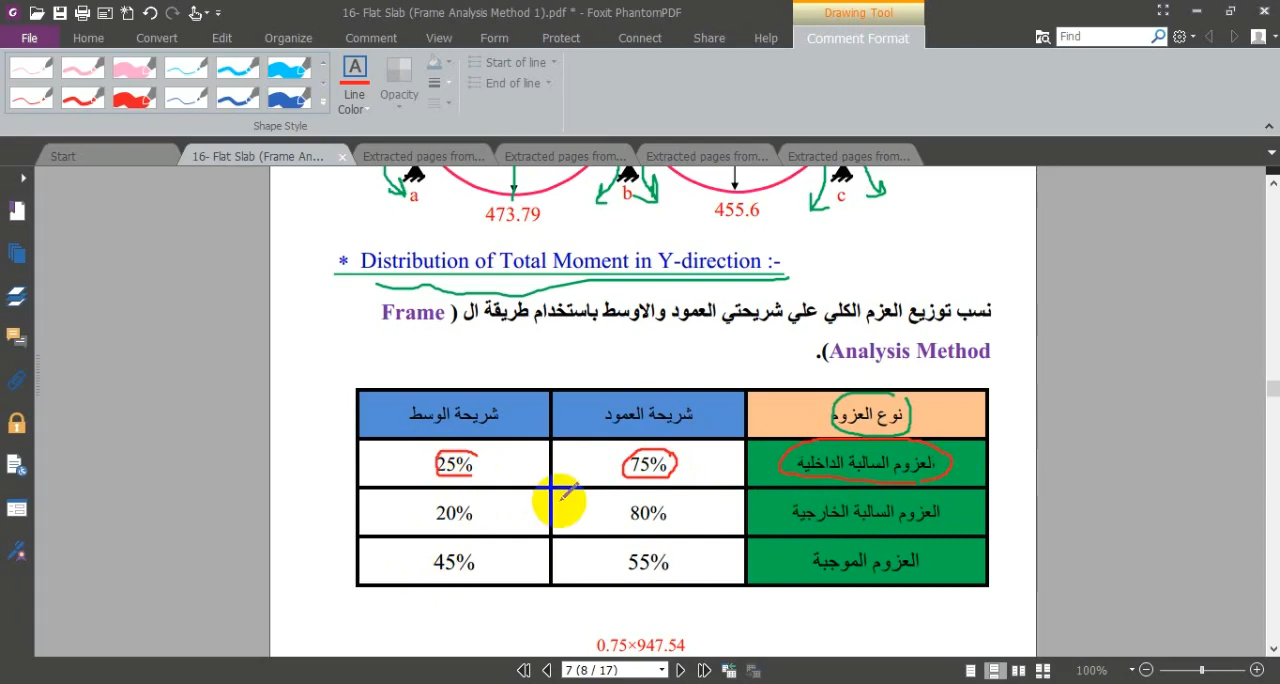 16- Flat Slab (Frame Analysis Method 1).pdf * - Foxit PhantomPDF
Drawing Tool
File Home Convert Edit Organize Comment View Form Protect Connect Share Help Comment Format
Find
A
Line Color
Opacity
Start of line
End of line
Shape Style
Start
16- Flat Slab (Frame An...
Extracted pages from...
Extracted pages from...
Extracted pages from...
Extracted pages from...
a b c
473.79 455.6
* Distribution of Total Moment in Y-direction :-
نسب توزيع العزم الكلي علي شريحتي العمود والاوسط باستخدام طريقة ال ( Frame
Analysis Method).
نوع العزوم شريحة العمود شريحة الوسط
العزوم السالبة الداخلية 75% 25%
العزوم السالبة الخارجية 80% 20%
العزوم الموجبة 55% 45%
0.75×947.54
7 (8 / 17)
100%